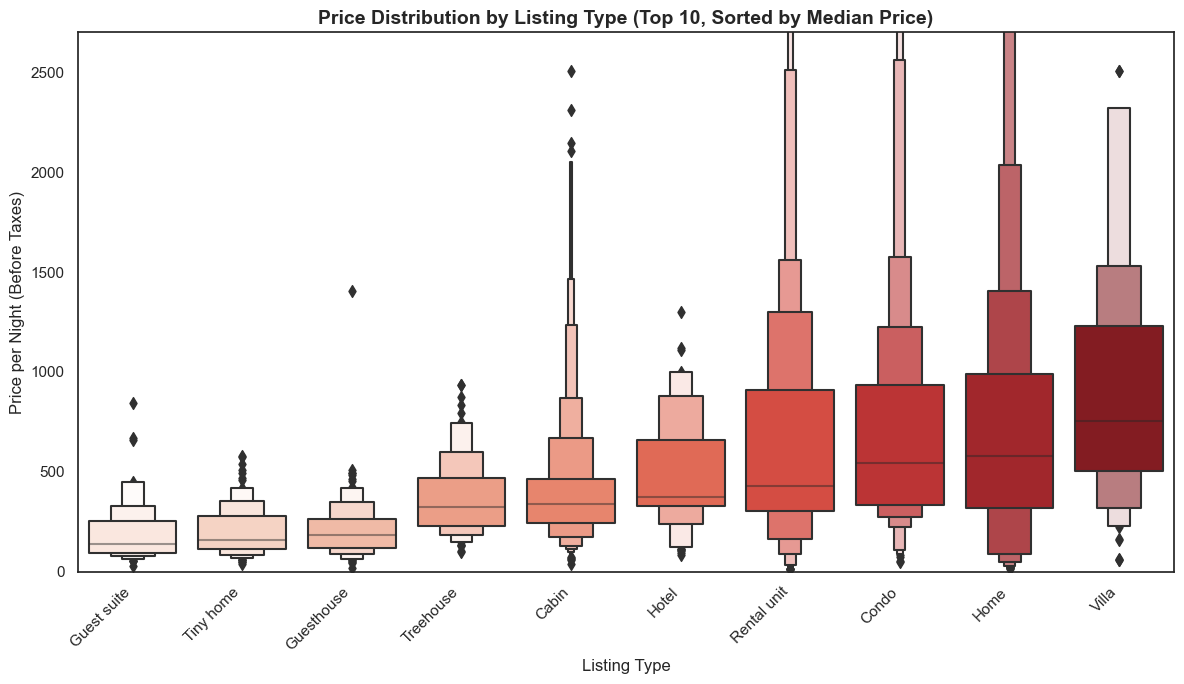 Price Distribution by Listing Type (Top 10, Sorted by Median Price)
Price per Night (Before Taxes)
2500
2000
1500
1000
500
0
Guest suite
Tiny home
Guesthouse
Treehouse
Cabin
Hotel
Rental unit
Condo
Home
Villa
Listing Type